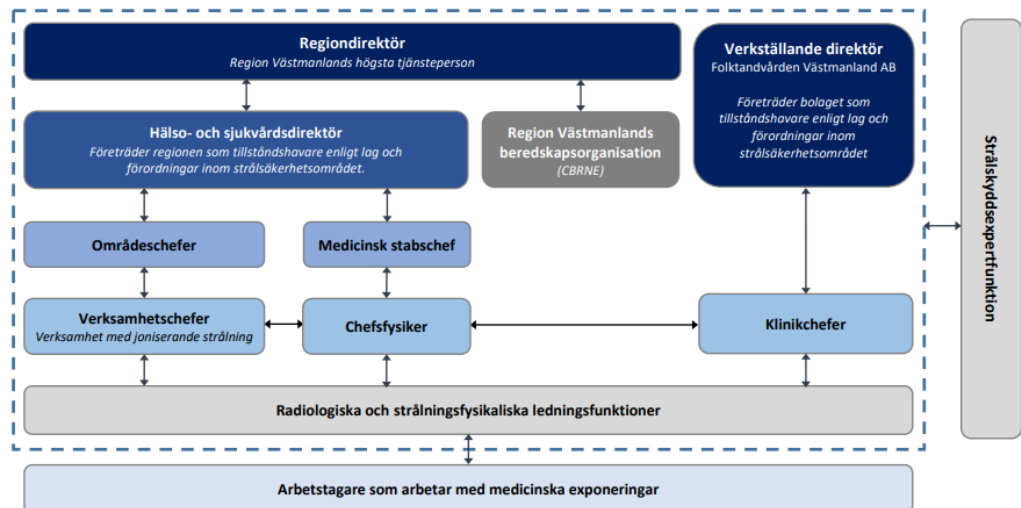 Regiondirektör
Region Västmanlands högsta tjänsteperson
Verkställande direktör
Folktandvården Västmanland AB
Företräder bolaget som
tillståndshavare enligt lag och
förordningar inom
strålsäkerhetsområdet
Hälso- och sjukvårdsdirektör
Företräder regionen som tillståndshavare enligt lag och
förordningar inom strålsäkerhetsområdet.
Region Västmanlands
beredskapsorganisation
(CBRNE)
Områdeschefer
Medicinsk stabschef
Verksamhetschefer
Verksamhet med joniserande strålning
Chefsfysiker
Klinikchefer
Radiologiska och strålningsfysikaliska ledningsfunktioner
Arbetstagare som arbetar med medicinska exponeringar
Strålskyddsexpertfunktion